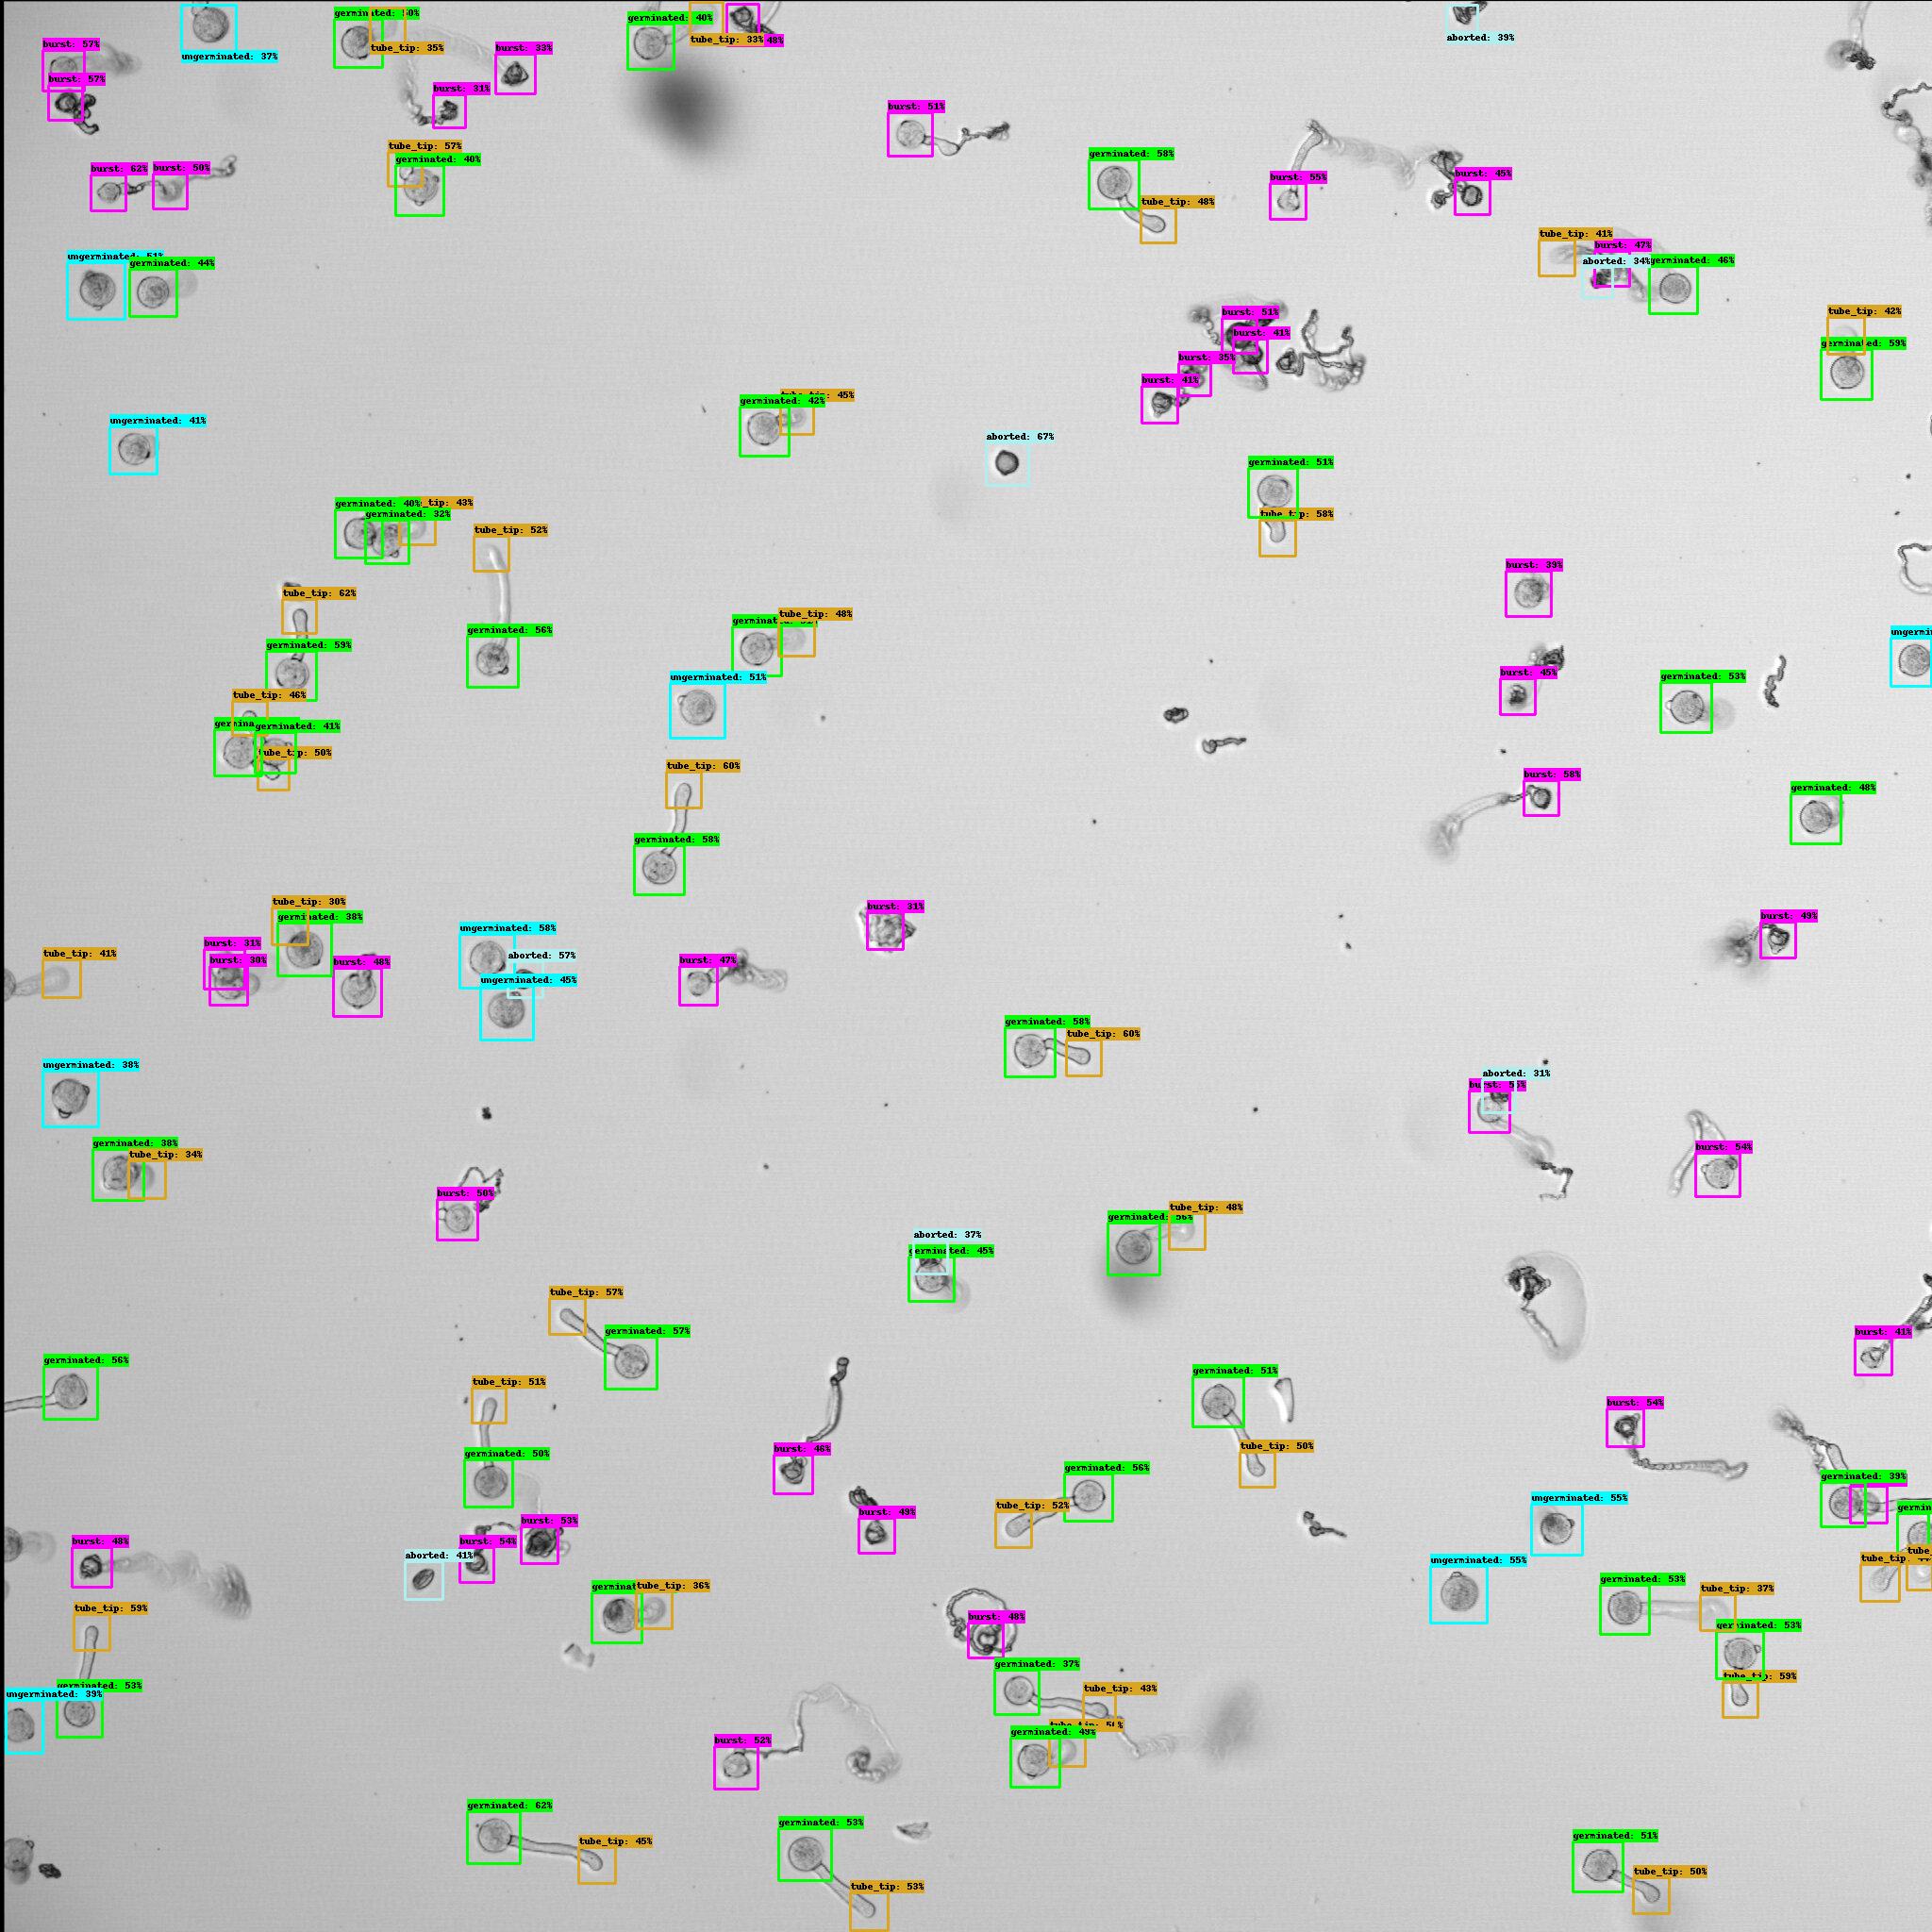 germinated: 50%
germinated: 40%
tube_tip: 33%
48%
aborted: 39%
burst: 57%
tube_tip: 35%
burst: 33%
ungerminated: 37%
burst: 57%
burst: 31%
burst: 51%
tube_tip: 57%
germinated: 40%
germinated: 58%
burst: 62%
burst: 50%
burst: 55%
burst: 45%
tube_tip: 48%
tube_tip: 41%
burst: 47%
ungerminated: 51%
germinated: 44%
aborted: 34%
germinated: 46%
burst: 51%
tube_tip: 42%
burst: 41%
germinated: 59%
burst: 35%
burst: 41%
tube_tip: 45%
germinated: 42%
ungerminated: 41%
aborted: 67%
germinated: 51%
germinated: 40%
tip: 43%
germinated: 32%
tube_tip: 58%
tube_tip: 52%
burst: 39%
tube_tip: 62%
tube_tip: 48%
germinated: 56%
germinated: 59%
burst: 45%
germinated: 53%
ungerminated: 51%
tube_tip: 46%
germinated: 41%
tube_tip: 50%
tube_tip: 60%
burst: 58%
germinated: 48%
germinated: 58%
tube_tip: 30%
burst: 31%
germinated: 38%
burst: 49%
ungerminated: 58%
burst: 31%
tube_tip: 41%
aborted: 57%
burst: 30%
burst: 48%
burst: 47%
ungerminated: 45%
germinated: 58%
tube_tip: 60%
ungerminated: 38%
aborted: 31%
germinated: 38%
burst: 54%
tube_tip: 34%
burst: 50%
tube_tip: 48%
aborted: 37%
germinated: 45%
tube_tip: 57%
germinated: 57%
burst: 41%
germinated: 56%
germinated: 51%
tube_tip: 51%
burst: 54%
germinated: 50%
burst: 46%
tube_tip: 50%
germinated: 56%
germinated: 39%
ungerminated: 55%
tube_tip: 52%
burst: 49%
burst: 53%
burst: 48%
burst: 54%
aborted: 41%
ungerminated: 55%
tube_tip
germinated: 53%
tube_tip: 36%
tube_tip: 37%
tube_tip: 59%
burst: 48%
germinated: 53%
germinated: 37%
tube_tip: 59%
germinated: 53%
ungerminated: 39%
tube_tip: 43%
germinated: 49%
burst: 52%
germinated: 62%
germinated: 53%
tube_tip: 45%
germinated: 51%
tube_tip: 50%
tube_tip: 53%